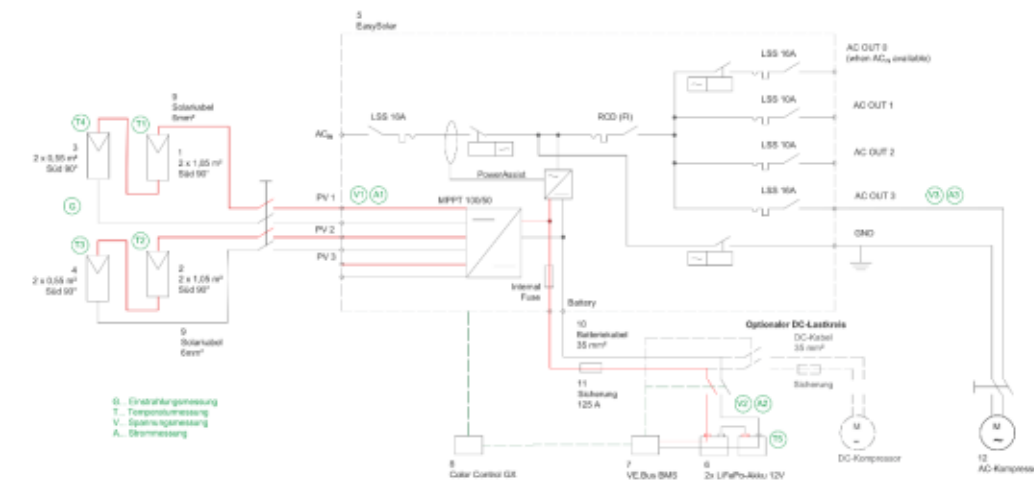 5
EasySolar
LSS 16A
AC OUT 0
(when ACin available)
9
Solarkabel
6mm²
LSS 16A
RCD (FI)
LSS 10A
AC OUT 1
T4
T1
ACin
3
2 x 0,55 m²
Süd 90°
1
2 x 1,05 m²
Süd 90°
LSS 10A
AC OUT 2
PowerAssist
LSS 16A
G
PV 1
V1
A1
MPPT 100/50
AC OUT 3
V3
A3
PV 2
GND
T3
T2
PV 3
4
2 x 0,55 m²
Süd 90°
2
2 x 1,05 m²
Süd 90°
Internal
Fuse
Battery
9
Solarkabel
6mm²
10
Batteriekabel
35 mm²
Optionaler DC-Lastkreis
DC-Kabel
35 mm²
11
Sicherung
125 A
Sicherung
G... Einstrahlungsmessung
T... Temperaturmessung
V... Spannungsmessung
A... Strommessung
V2
A2
M
M
T5
DC-Kompressor
8
Color Control GX
7
VE.Bus BMS
6
2x LiFePo-Akku 12V
12
AC-Kompress